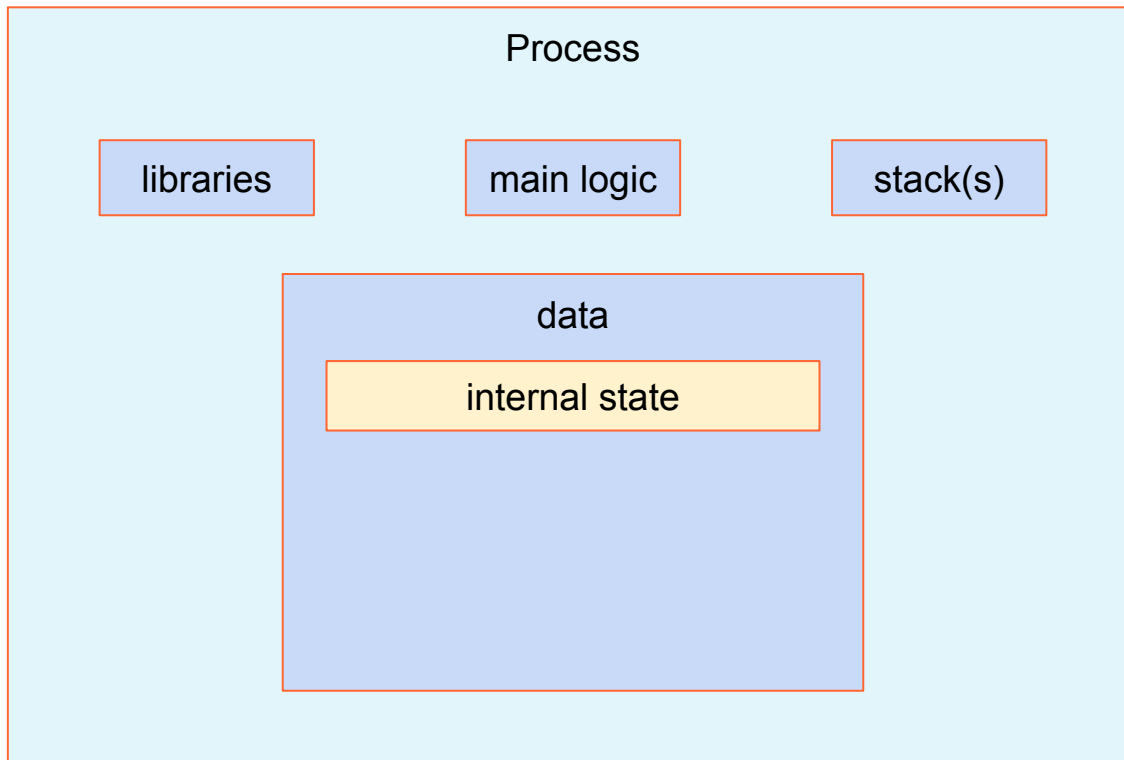 Process
libraries
main logic
stack(s)
data
internal state